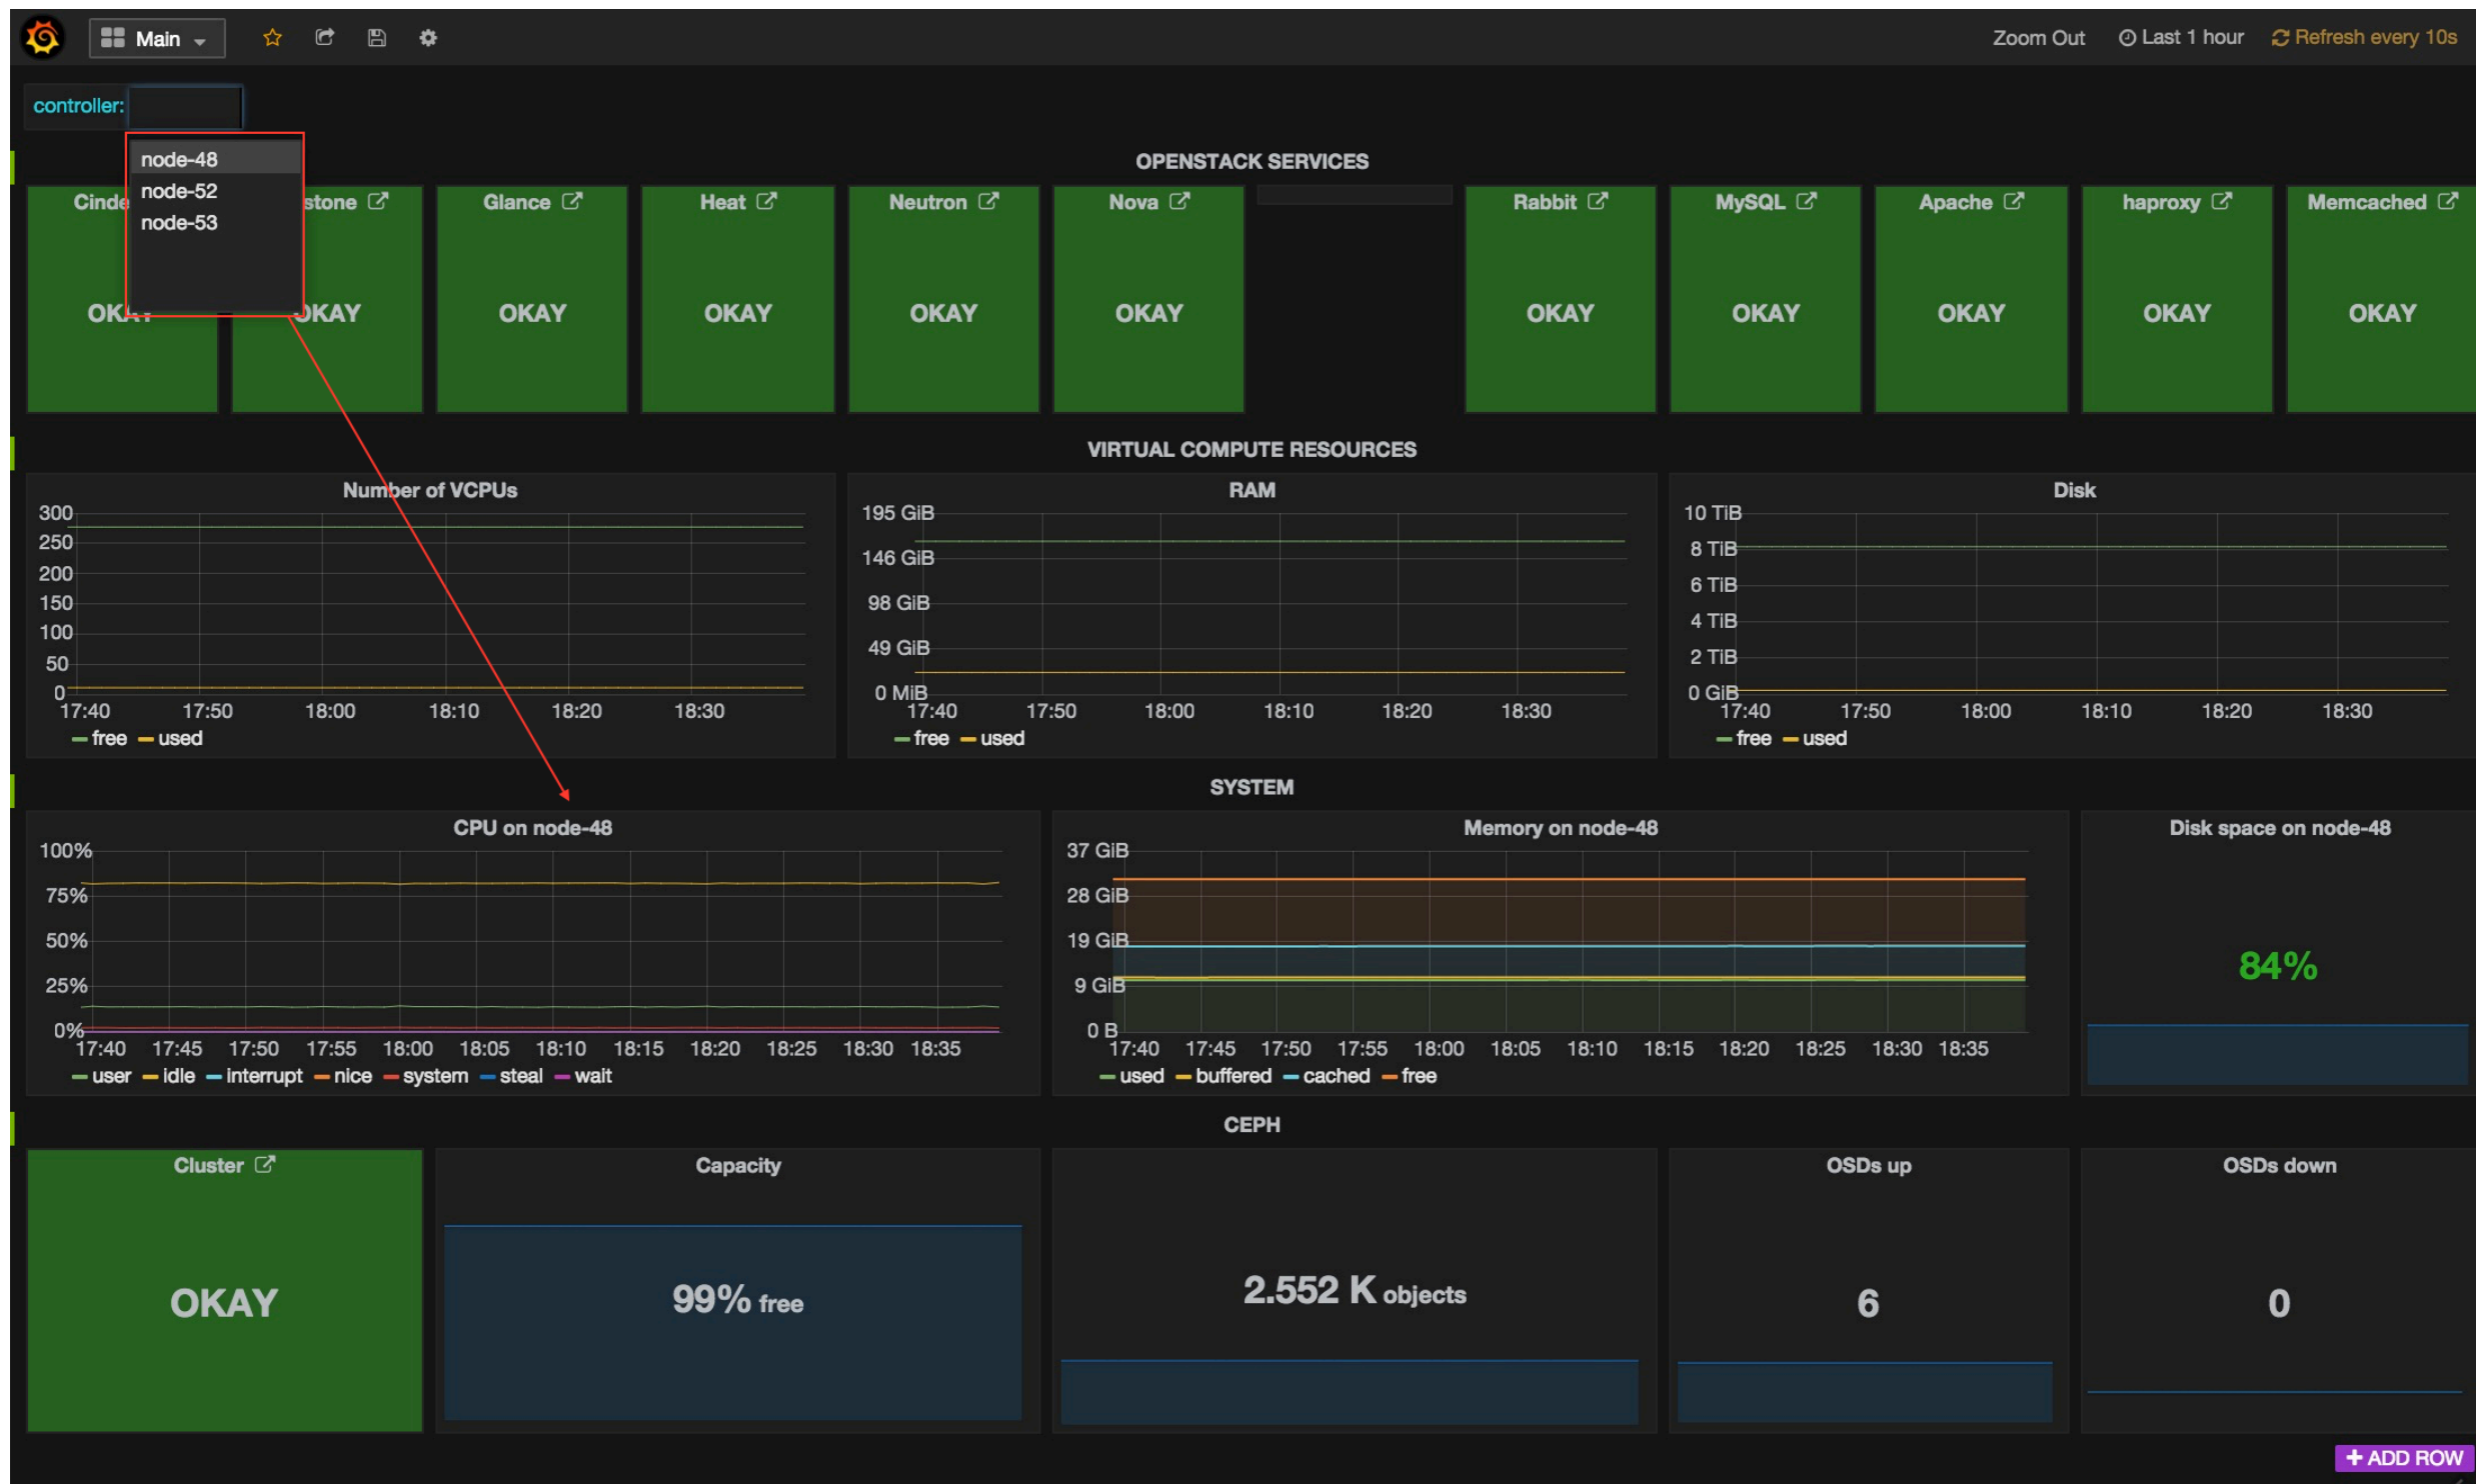 Main
Zoom Out Last 1 hour Refresh every 10s
controller:
node-48
node-52
node-53
OPENSTACK SERVICES
Cinde stone Glance Heat Neutron Nova Rabbit MySQL Apache haproxy Memcached
OKAY OKAY OKAY OKAY OKAY OKAY OKAY OKAY OKAY OKAY OKAY
VIRTUAL COMPUTE RESOURCES
Number of VCPUs
300
250
200
150
100
50
0
17:40 17:50 18:00 18:10 18:20 18:30
free used
RAM
195 GiB
146 GiB
98 GiB
49 GiB
0 MiB
17:40 17:50 18:00 18:10 18:20 18:30
free used
Disk
10 TiB
8 TiB
6 TiB
4 TiB
2 TiB
0 GiB
17:40 17:50 18:00 18:10 18:20 18:30
free used
SYSTEM
CPU on node-48
100%
75%
50%
25%
0%
17:40 17:45 17:50 17:55 18:00 18:05 18:10 18:15 18:20 18:25 18:30 18:35
user idle interrupt nice system steal wait
Memory on node-48
37 GiB
28 GiB
19 GiB
9 GiB
0 B
17:40 17:45 17:50 17:55 18:00 18:05 18:10 18:15 18:20 18:25 18:30 18:35
used buffered cached free
Disk space on node-48
84%
CEPH
Cluster
OKAY
Capacity
99% free
2.552 K objects
OSDs up
6
OSDs down
0
+ ADD ROW